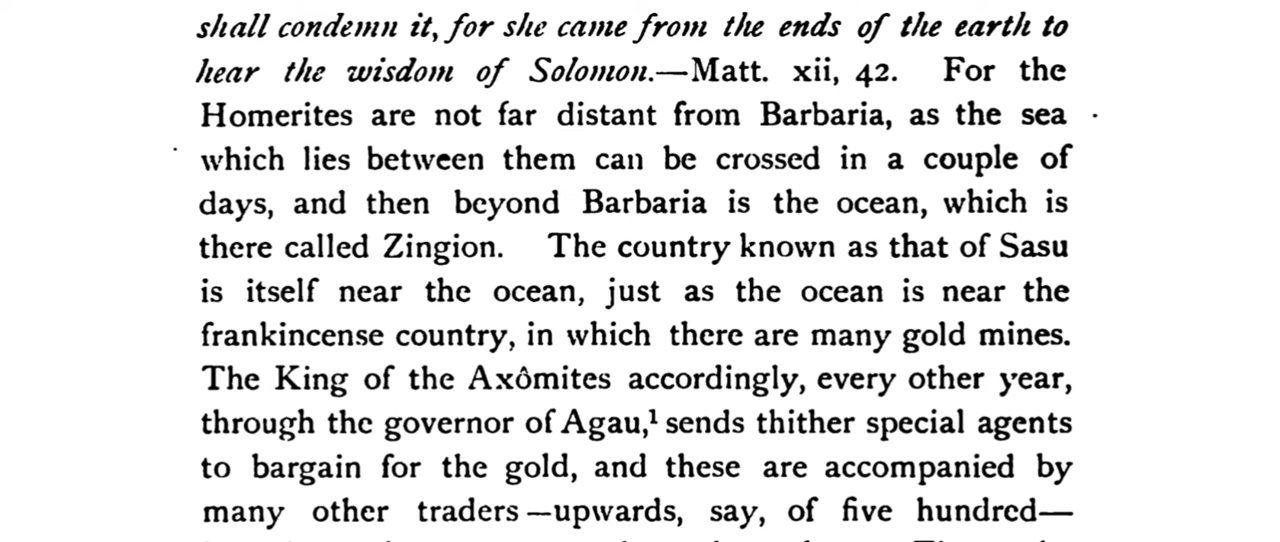 shall condemn it, for she came from the ends of the earth to
hear the wisdom of Solomon.—Matt. xii, 42. For the
Homerites are not far distant from Barbaria, as the sea
which lies between them can be crossed in a couple of
days, and then beyond Barbaria is the ocean, which is
there called Zingion. The country known as that of Sasu
is itself near the ocean, just as the ocean is near the
frankincense country, in which there are many gold mines.
The King of the Axômites accordingly, every other year,
through the governor of Agau,¹ sends thither special agents
to bargain for the gold, and these are accompanied by
many other traders—upwards, say, of five hundred—